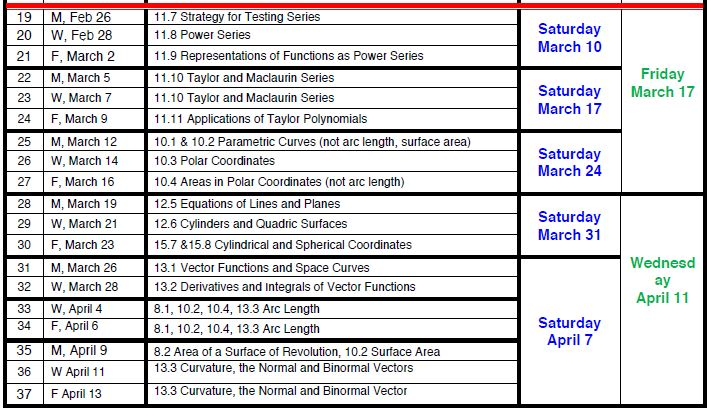 19 M, Feb 26 11.7 Strategy for Testing Series
20 W, Feb 28 11.8 Power Series
21 F, March 2 11.9 Representations of Functions as Power Series
Saturday
March 10
22 M, March 5 11.10 Taylor and Maclaurin Series
23 W, March 7 11.10 Taylor and Maclaurin Series
24 F, March 9 11.11 Applications of Taylor Polynomials
Saturday
March 17
25 M, March 12 10.1 & 10.2 Parametric Curves (not arc length, surface area)
26 W, March 14 10.3 Polar Coordinates
27 F, March 16 10.4 Areas in Polar Coordinates (not arc length)
Saturday
March 24
Friday
March 17
28 M, March 19 12.5 Equations of Lines and Planes
29 W, March 21 12.6 Cylinders and Quadric Surfaces
30 F, March 23 15.7 &15.8 Cylindrical and Spherical Coordinates
Saturday
March 31
31 M, March 26 13.1 Vector Functions and Space Curves
32 W, March 28 13.2 Derivatives and Integrals of Vector Functions
33 W, April 4 8.1, 10.2, 10.4, 13.3 Arc Length
34 F, April 6 8.1, 10.2, 10.4, 13.3 Arc Length
35 M, April 9 8.2 Area of a Surface of Revolution, 10.2 Surface Area
36 W April 11 13.3 Curvature, the Normal and Binormal Vectors
37 F April 13 13.3 Curvature, the Normal and Binormal Vector
Saturday
April 7
Wednesd
ay
April 11